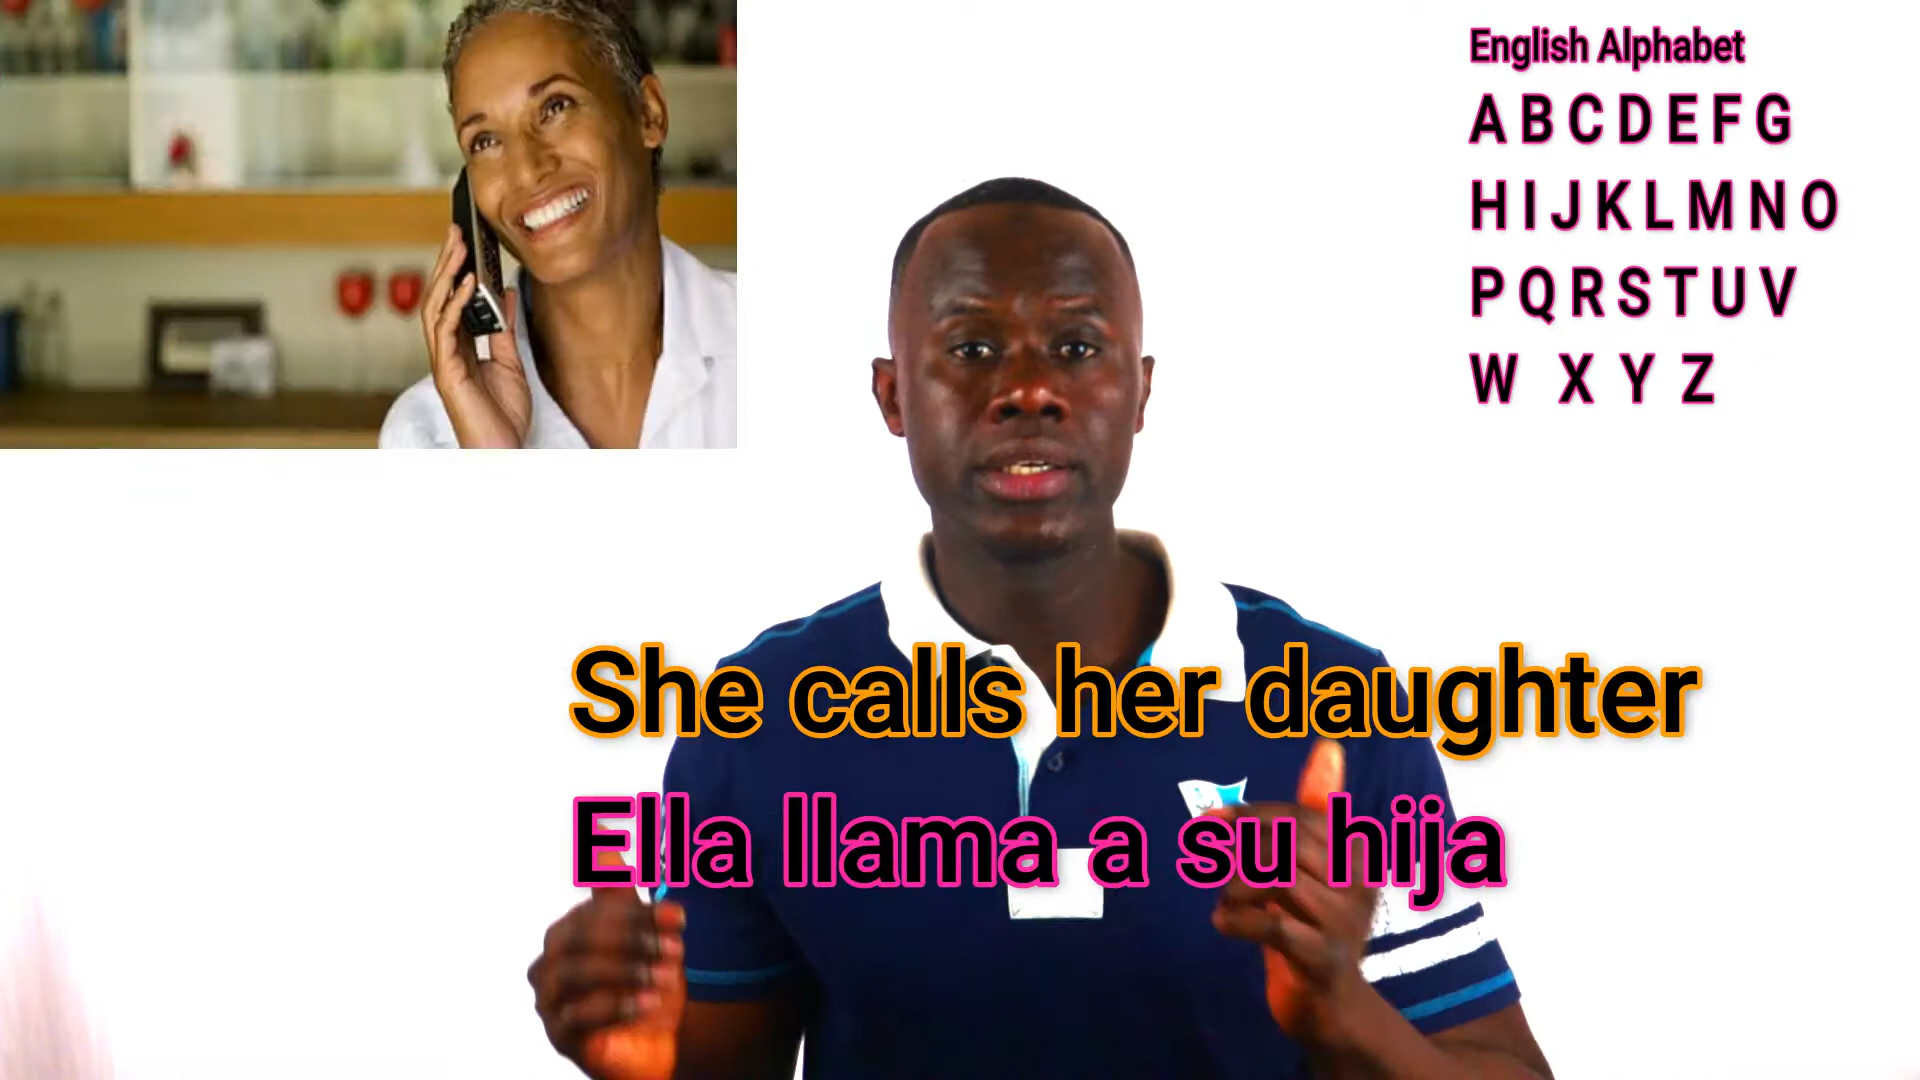 English Alphabet
A B C D E F G
H I J K L M N O
P Q R S T U V
W X Y Z
She calls her daughter
Ella llama a su hija